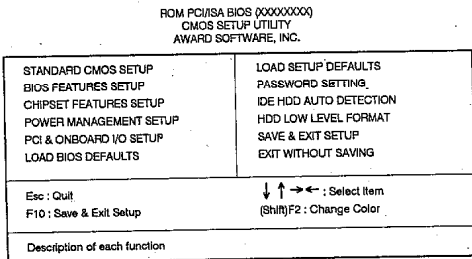 ROM PCI/ISA BIOS (XXXXXXXX)
CMOS SETUP UTILITY
AWARD SOFTWARE, INC.
STANDARD CMOS SETUP
BIOS FEATURES SETUP
CHIPSET FEATURES SETUP
POWER MANAGEMENT SETUP
PCI & ONBOARD I/O SETUP
LOAD BIOS DEFAULTS
LOAD SETUP DEFAULTS
PASSWORD SETTING
IDE HDD AUTO DETECTION
HDD LOW LEVEL FORMAT
SAVE & EXIT SETUP
EXIT WITHOUT SAVING
Esc : Quit
F10 : Save & Exit Setup
↓ ↑ → ← : Select Item
(Shift)F2 : Change Color
Description of each function